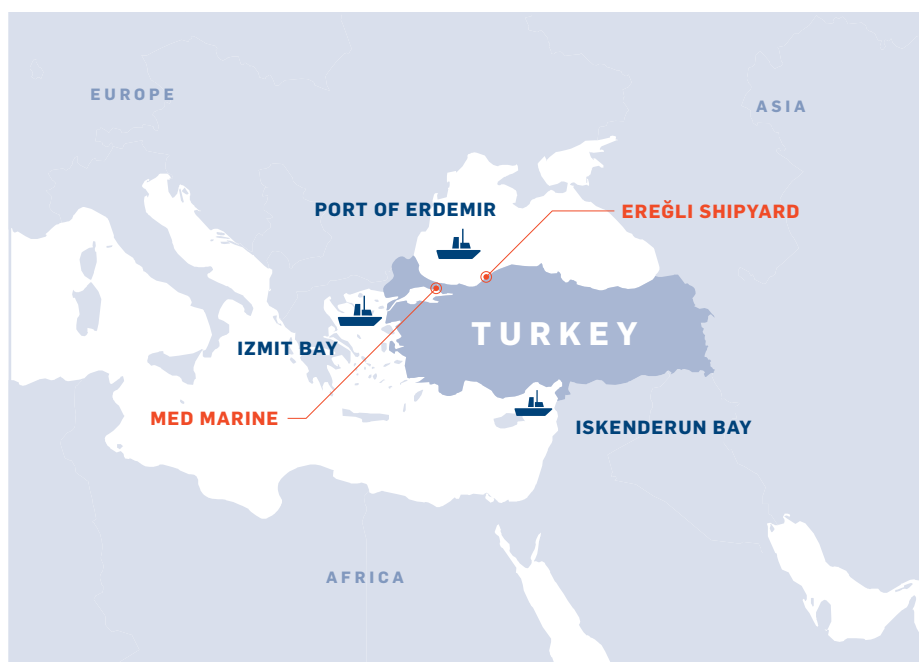 EUROPE
ASIA
PORT OF ERDEMIR
EREĞLI SHIPYARD
TURKEY
IZMIT BAY
MED MARINE
ISKENDERUN BAY
AFRICA